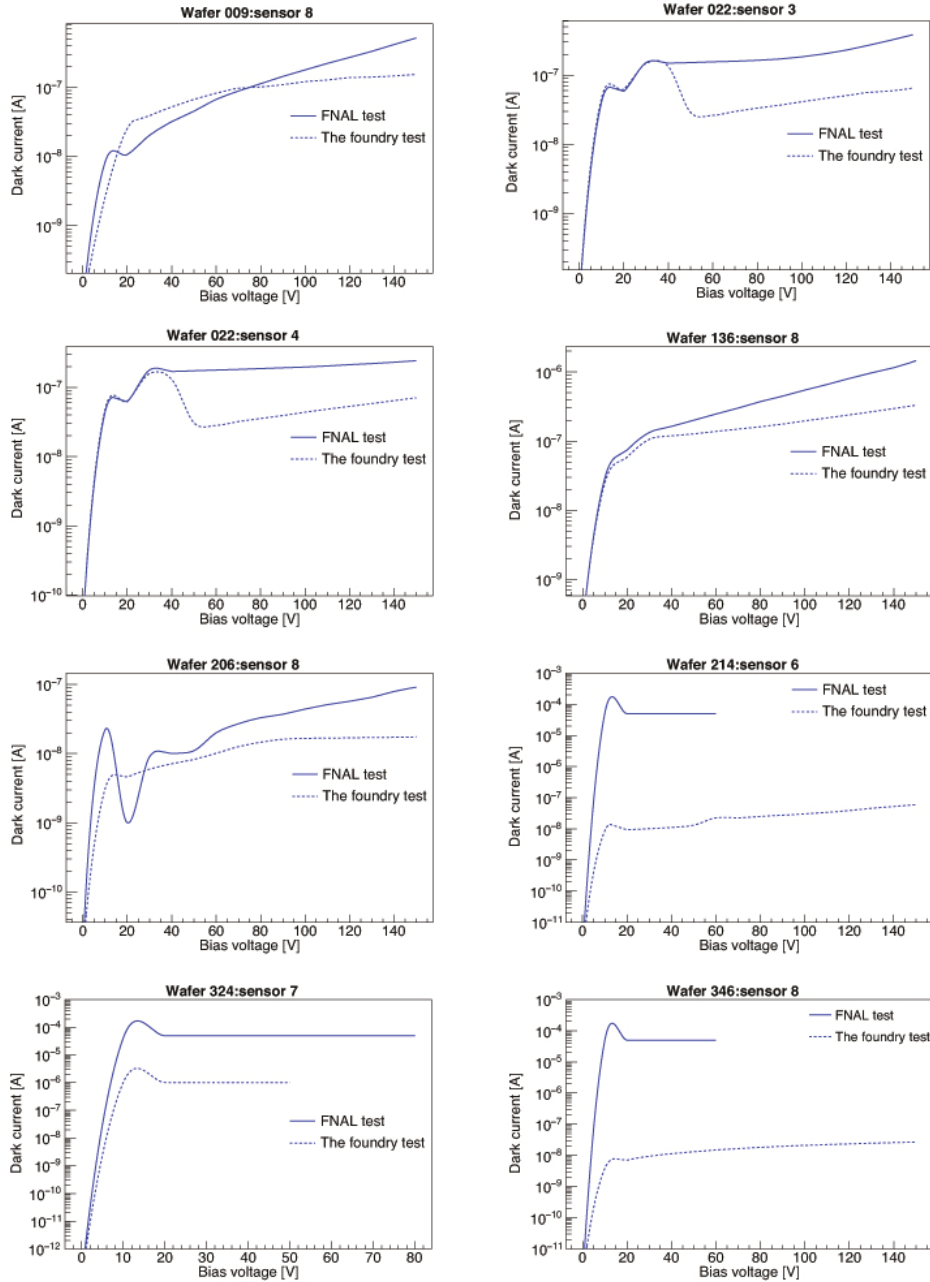 Wafer 009:sensor 8
Dark current [A]
10⁻⁷
10⁻⁸
10⁻⁹
FNAL test
The foundry test
0 20 40 60 80 100 120 140
Bias voltage [V]
Wafer 022:sensor 3
Dark current [A]
10⁻⁶
10⁻⁷
10⁻⁸
10⁻⁹
FNAL test
The foundry test
0 20 40 60 80 100 120 140
Bias voltage [V]
Wafer 022:sensor 4
Dark current [A]
10⁻⁷
10⁻⁸
10⁻⁹
10⁻¹⁰
FNAL test
The foundry test
0 20 40 60 80 100 120 140
Bias voltage [V]
Wafer 136:sensor 8
Dark current [A]
10⁻⁶
10⁻⁷
10⁻⁸
10⁻⁹
FNAL test
The foundry test
0 20 40 60 80 100 120 140
Bias voltage [V]
Wafer 206:sensor 8
Dark current [A]
10⁻⁷
10⁻⁸
10⁻⁹
10⁻¹⁰
FNAL test
The foundry test
0 20 40 60 80 100 120 140
Bias voltage [V]
Wafer 214:sensor 6
Dark current [A]
10⁻³
10⁻⁴
10⁻⁵
10⁻⁶
10⁻⁷
10⁻⁸
10⁻⁹
10⁻¹⁰
10⁻¹¹
FNAL test
The foundry test
0 20 40 60 80 100 120 140
Bias voltage [V]
Wafer 324:sensor 7
Dark current [A]
10⁻³
10⁻⁴
10⁻⁵
10⁻⁶
10⁻⁷
10⁻⁸
10⁻⁹
10⁻¹⁰
10⁻¹¹
10⁻¹²
FNAL test
The foundry test
0 10 20 30 40 50 60 70 80
Bias voltage [V]
Wafer 346:sensor 8
Dark current [A]
10⁻³
10⁻⁴
10⁻⁵
10⁻⁶
10⁻⁷
10⁻⁸
10⁻⁹
10⁻¹⁰
10⁻¹¹
FNAL test
The foundry test
0 20 40 60 80 100 120 140
Bias voltage [V]